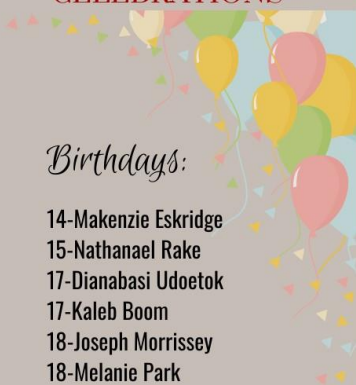 CELEBRATIONS
Birthdays:
14-Makenzie Eskridge
15-Nathanael Rake
17-Dianabasi Udoetok
17-Kaleb Boom
18-Joseph Morrissey
18-Melanie Park